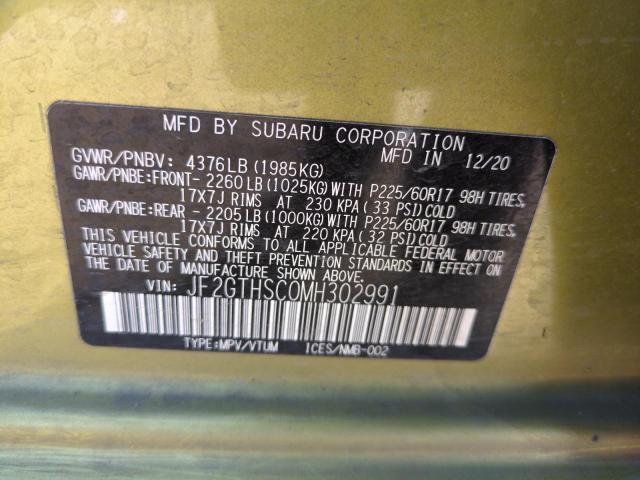 MFD BY SUBARU CORPORATION
GVWR/PNBV: 4376LB (1985KG) MFD IN 12/20
GAWR/PNBE:FRONT- 2260 LB (1025KG) WITH P225/60R17 98H TIRES,
17X7J RIMS AT 230 KPA (33 PSI) COLD
GAWR/PNBE:REAR - 2205 LB (1000KG) WITH P225/60R17 98H TIRES,
17X7J RIMS AT 220 KPA (32 PSI) COLD
THIS VEHICLE CONFORMS TO ALL APPLICABLE FEDERAL MOTOR
VEHICLE SAFETY AND THEFT PREVENTION STANDARDS IN EFFECT
ON THE DATE OF MANUFACTURE SHOWN ABOVE.
VIN: JF2GTHSC0MH302991
TYPE:MPV/VTUM ICES/NMB-002